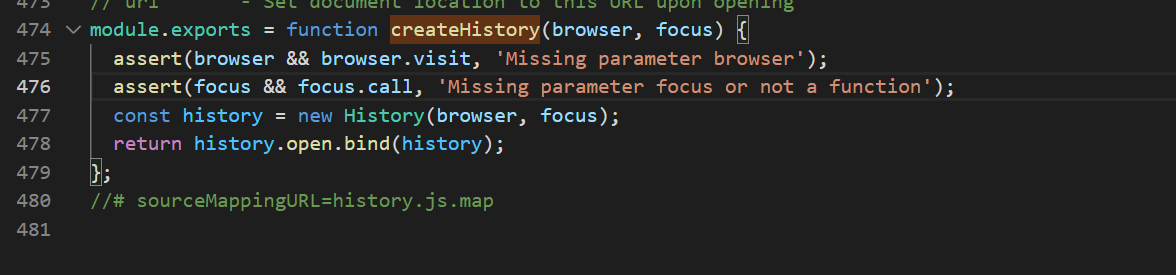 473 // url - Set document location to this URL upon opening
474 module.exports = function createHistory(browser, focus) {
475 assert(browser && browser.visit, 'Missing parameter browser');
476 assert(focus && focus.call, 'Missing parameter focus or not a function');
477 const history = new History(browser, focus);
478 return history.open.bind(history);
479 };
480 //# sourceMappingURL=history.js.map
481